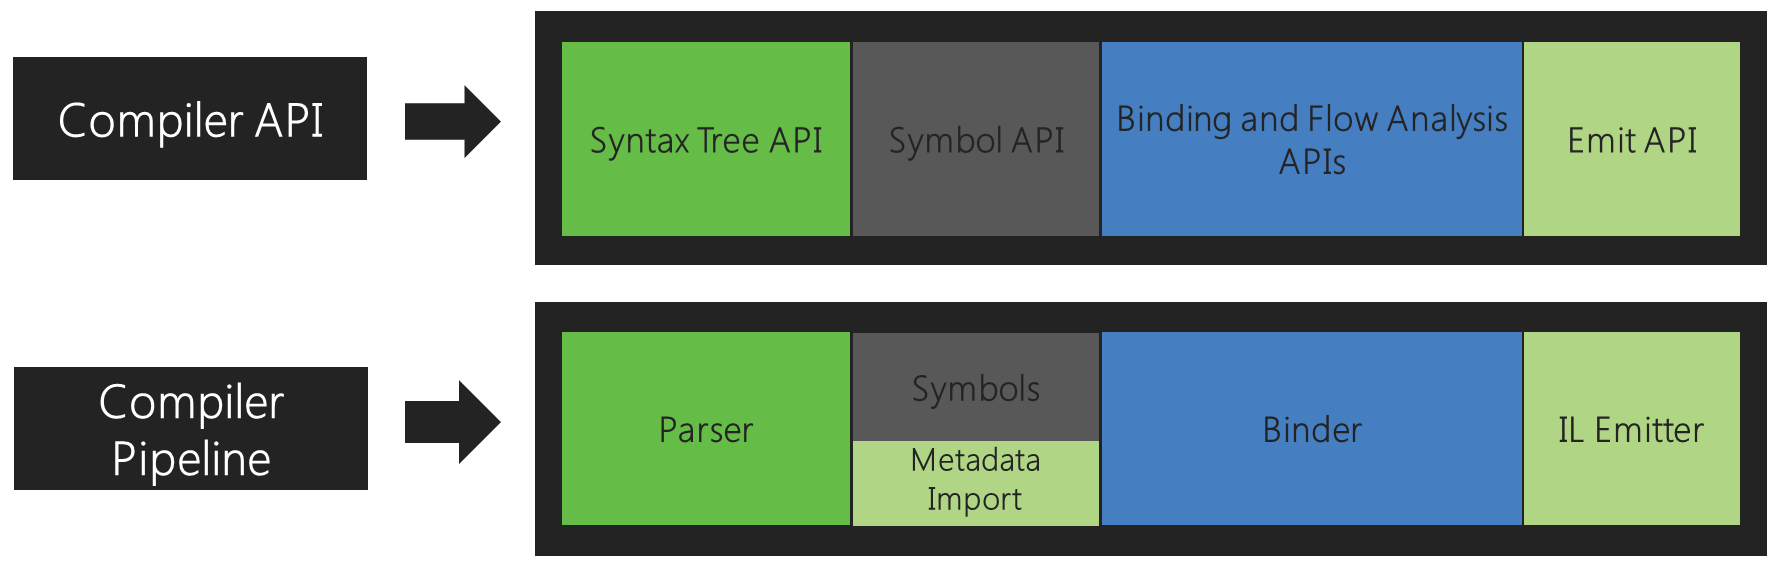 Compiler API
Syntax Tree API
Symbol API
Binding and Flow Analysis
APIs
Emit API
Compiler
Pipeline
Parser
Symbols
Metadata
Import
Binder
IL Emitter